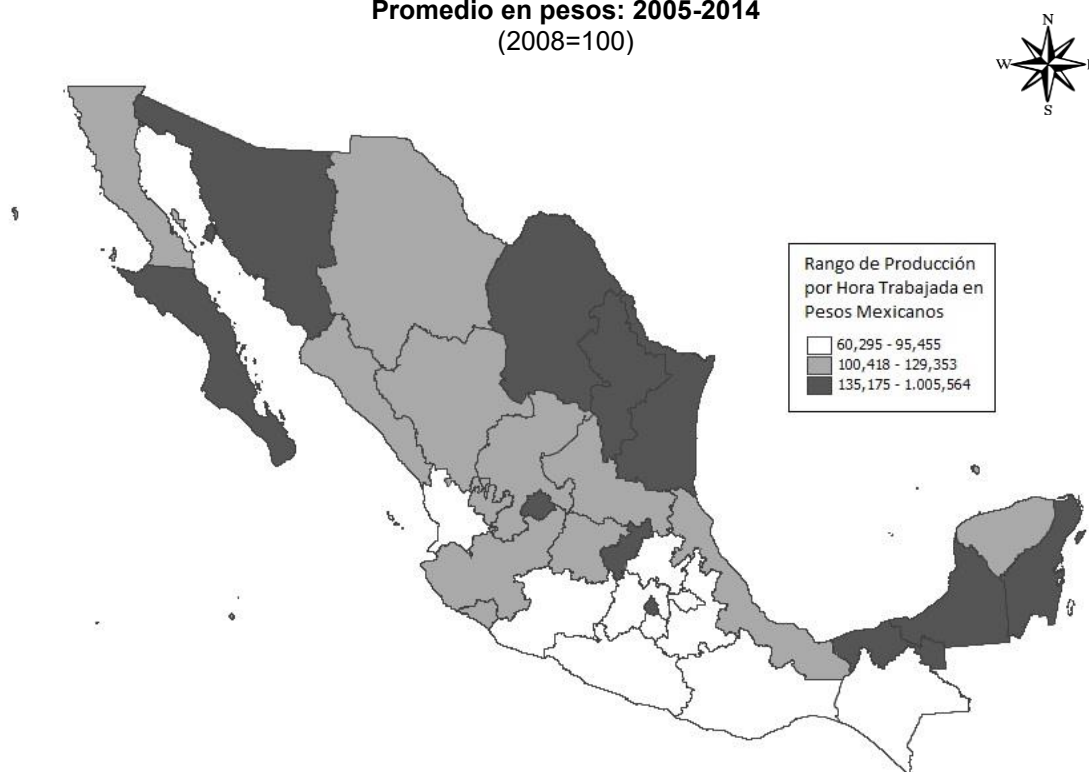 Promedio en pesos: 2005-2014
(2008=100)
N
W
S
Rango de Producción
por Hora Trabajada en
Pesos Mexicanos
60,295 - 95,455
100,418 - 129,353
135,175 - 1.005,564